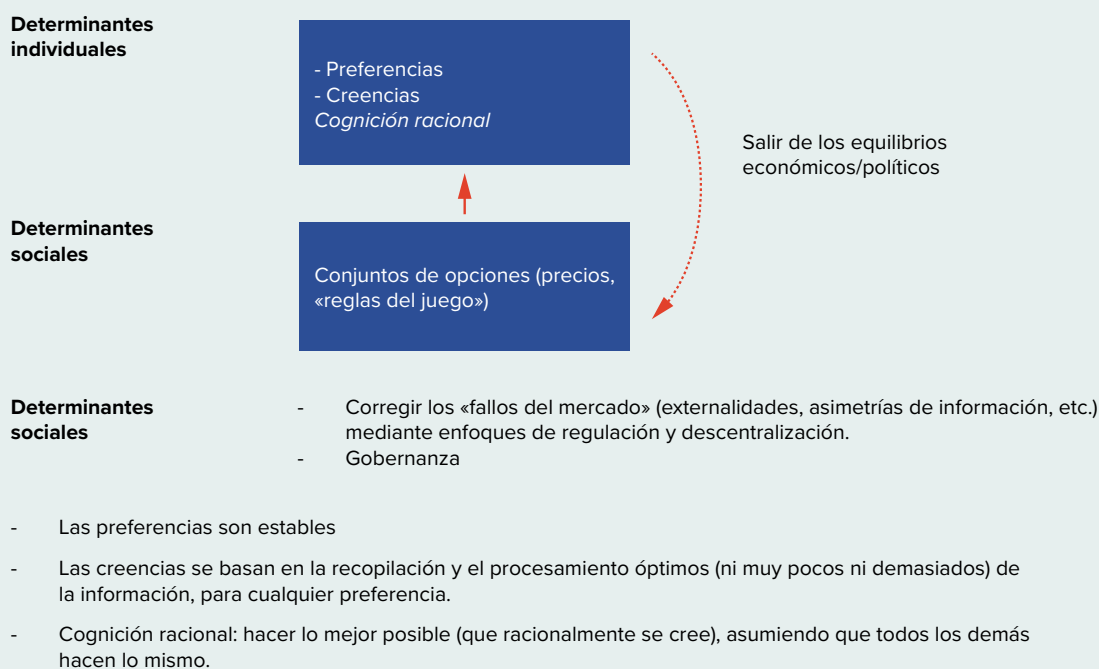 Determinantes
individuales
- Preferencias
- Creencias
Cognición racional
Salir de los equilibrios
económicos/políticos
Determinantes
sociales
Conjuntos de opciones (precios,
«reglas del juego»)
Determinantes
sociales
- Corregir los «fallos del mercado» (externalidades, asimetrías de información, etc.)
mediante enfoques de regulación y descentralización.
- Gobernanza
- Las preferencias son estables
- Las creencias se basan en la recopilación y el procesamiento óptimos (ni muy pocos ni demasiados) de
la información, para cualquier preferencia.
- Cognición racional: hacer lo mejor posible (que racionalmente se cree), asumiendo que todos los demás
hacen lo mismo.